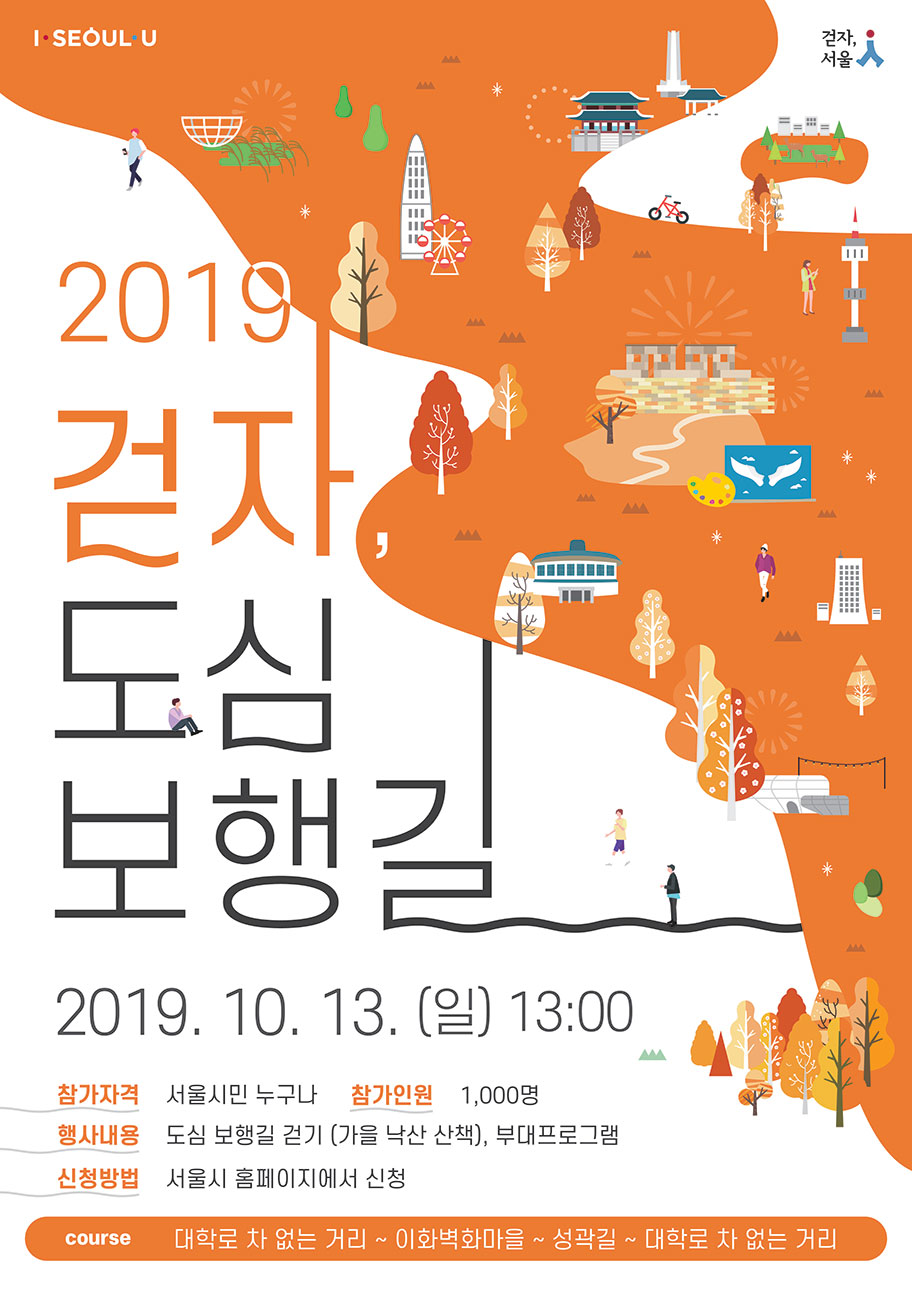 I·SEOUL·U
걷자,
서울
2019
걷자,
도심
보행길
2019. 10. 13. (일) 13:00
참가자격 서울시민 누구나 참가인원 1,000명
행사내용 도심 보행길 걷기 (가을 낙산 산책), 부대프로그램
신청방법 서울시 홈페이지에서 신청
course 대학로 차 없는 거리 ~ 이화벽화마을 ~ 성곽길 ~ 대학로 차 없는 거리